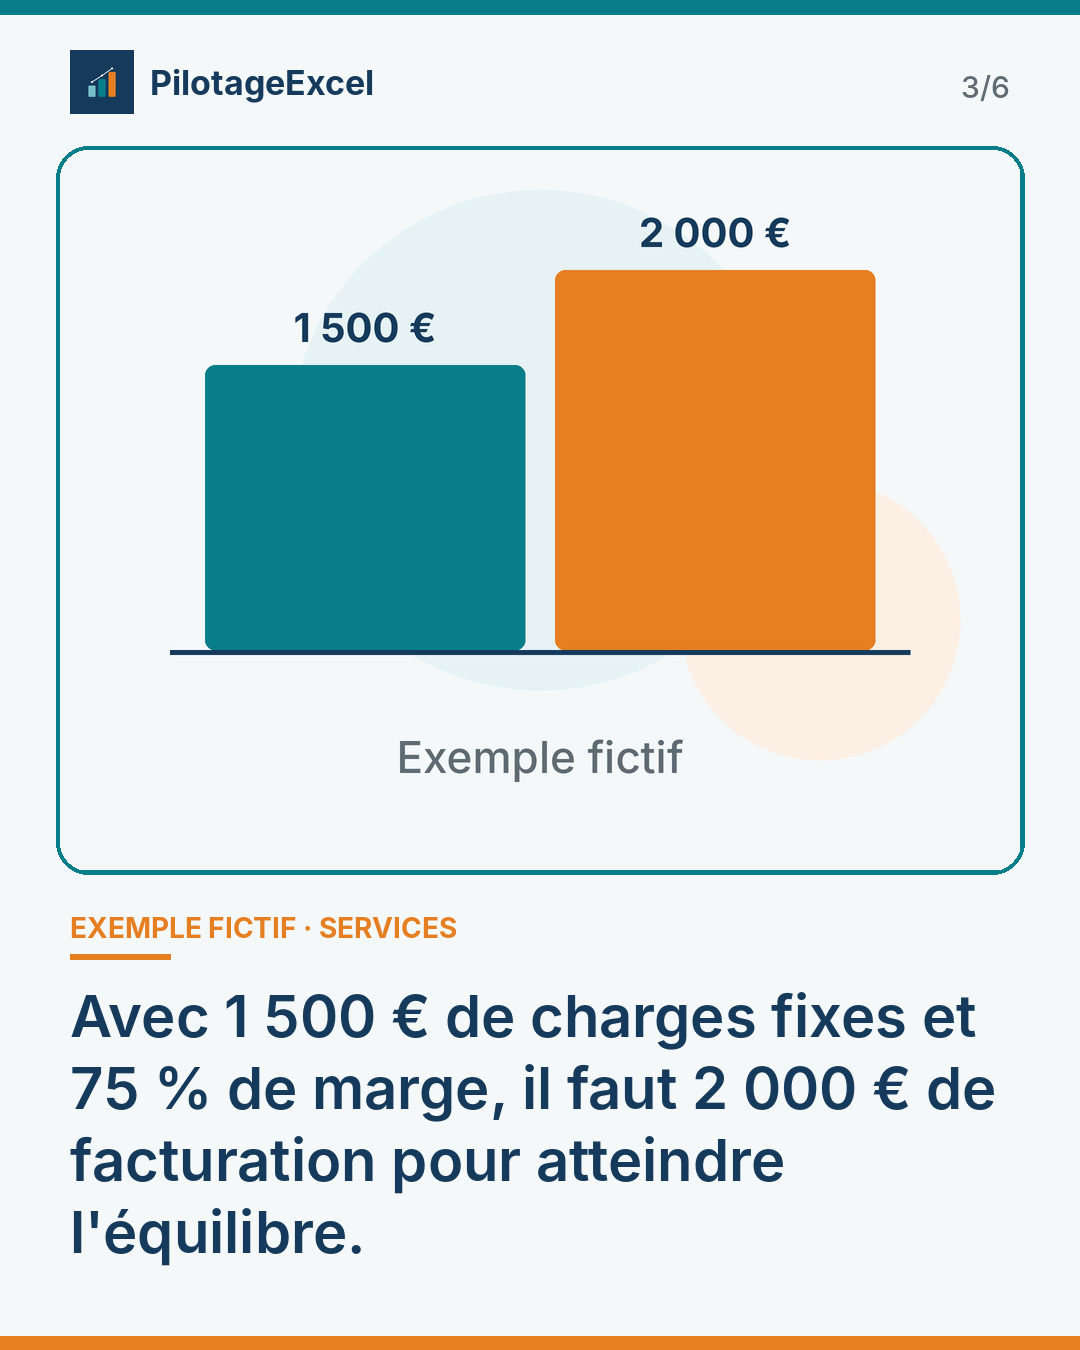 PilotageExcel
3/6
2 000 €
1 500 €
Exemple fictif
EXEMPLE FICTIF · SERVICES
Avec 1 500 € de charges fixes et
75 % de marge, il faut 2 000 € de
facturation pour atteindre
l'équilibre.